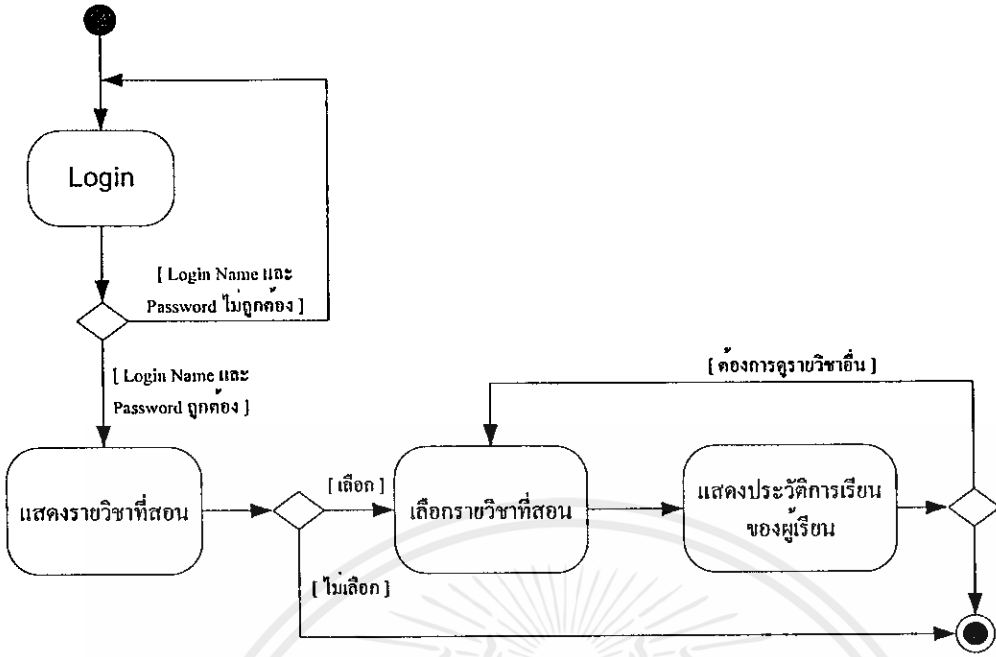 Login
[ Login Name และ
Password ไม่ถูกต้อง ]
[ Login Name และ
Password ถูกต้อง ]
[ ต้องการดูรายวิชาอื่น ]
แสดงรายวิชาที่สอน
[ เลือก ]
เลือกรายวิชาที่สอน
แสดงประวัติการเรียน
ของผู้เรียน
[ ไม่เลือก ]